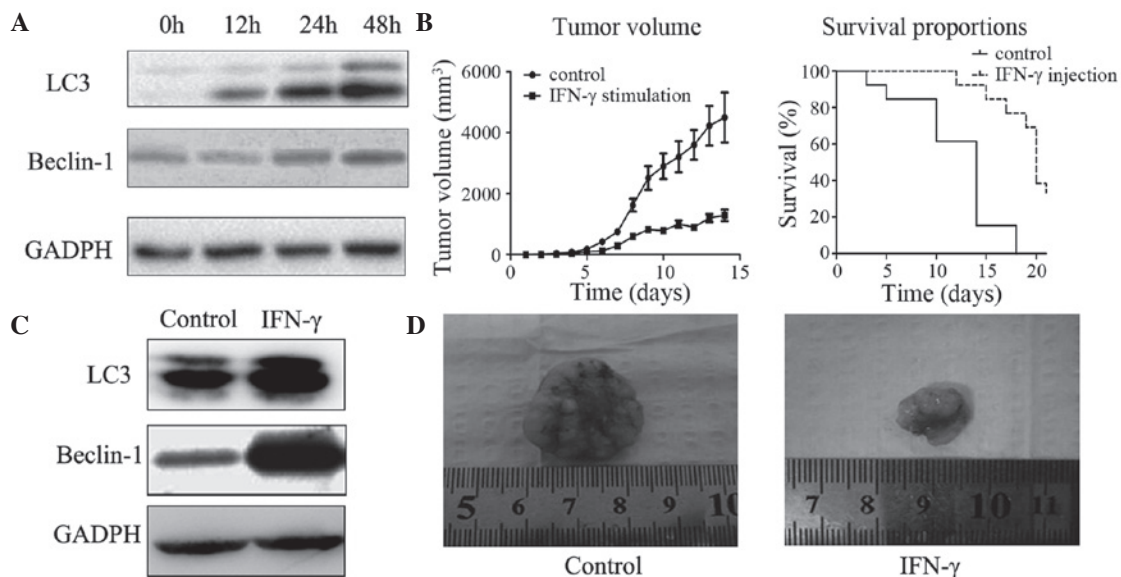 A
0h 12h 24h 48h
LC3
Beclin-1
GADPH
B
Tumor volume
control
IFN-γ stimulation
Tumor volume (mm³)
6000
4000
2000
0
0 5 10 15
Time (days)
Survival proportions
control
IFN-γ injection
Survival (%)
100
80
60
40
20
0
0 5 10 15 20
Time (days)
C
Control IFN-γ
LC3
Beclin-1
GADPH
D
5 6 7 8 9 10
Control
7 8 9 10 11
IFN-γ